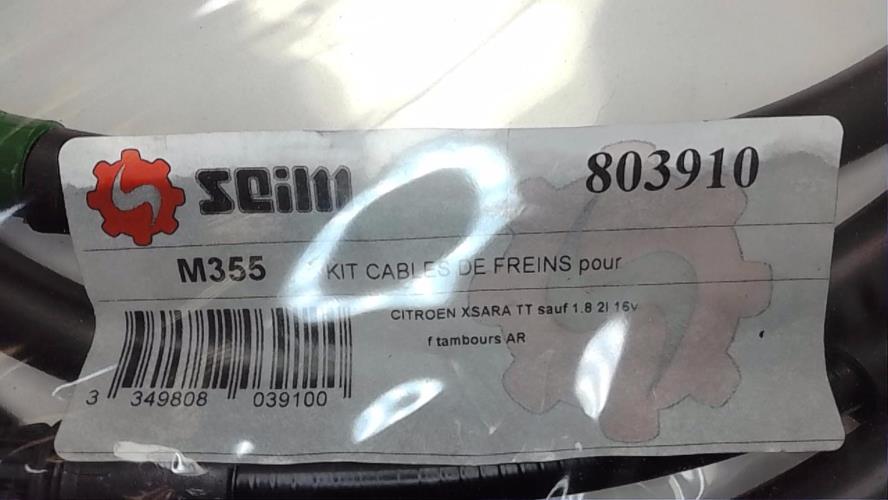 seim 803910
M355 KIT CABLES DE FREINS pour
CITROEN XSARA TT sauf 1.8 2l 16v
f tambours AR
3 349808 039100